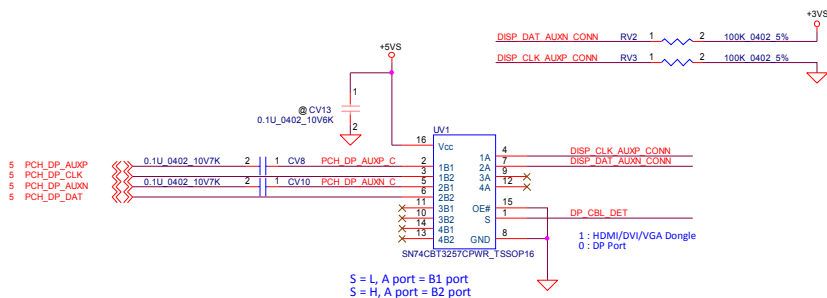 +3VS
DISP_DAT_AUXN_CONN RV2 1 2 100K_0402_5%
DISP_CLK_AUXP_CONN RV3 1 2 100K_0402_5%
+5VS
1
@ CV13
0.1U_0402_10V6K
2
UV1
16 Vcc
5 PCH_DP_AUXP 0.1U_0402_10V7K 2 1 CV8 PCH_DP_AUXP_C 2 1B1 1A 4 DISP_CLK_AUXP_CONN
5 PCH_DP_CLK 3 1B2 2A 7 DISP_DAT_AUXN_CONN
5 PCH_DP_AUXN 0.1U_0402_10V7K 2 1 CV10 PCH_DP_AUXN_C 5 2B1 3A 9
5 PCH_DP_DAT 6 2B2 4A 12
11 3B1 OE# 15
10 3B2 S 1 DP_CBL_DET
14 4B1
13 4B2 GND 8
1 : HDMI/DVI/VGA Dongle
0 : DP Port
SN74CBT3257CPWR_TSSOP16
S = L, A port = B1 port
S = H, A port = B2 port